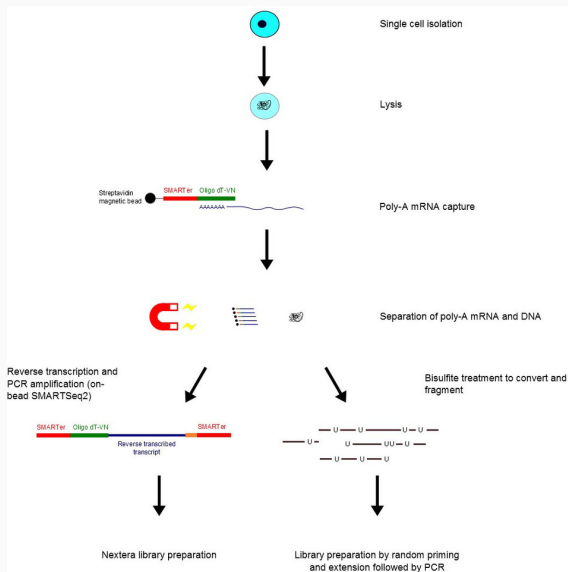 Single cell isolation
Lysis
Streptavidin
magnetic bead
SMARTer
Oligo dT-VN
AAAAAAA
Poly-A mRNA capture
Separation of poly-A mRNA and DNA
Reverse transcription and
PCR amplification (on-
bead SMARTSeq2)
Bisulfite treatment to convert and
fragment
SMARTer
Oligo dT-VN
SMARTer
Reverse transcribed
transcript
U U U U
U U UU U
U U U
Nextera library preparation
Library preparation by random priming
and extension followed by PCR